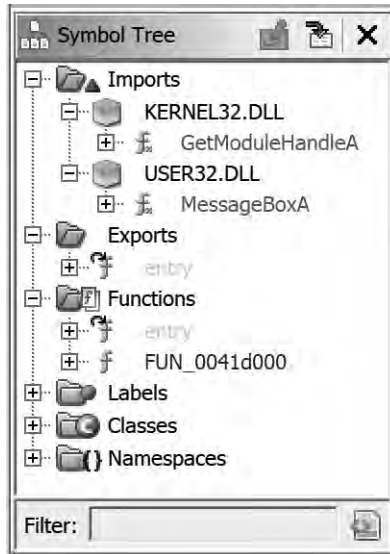 Symbol Tree
Imports
KERNEL32.DLL
GetModuleHandleA
USER32.DLL
MessageBoxA
Exports
entry
Functions
entry
FUN_0041d000
Labels
Classes
Namespaces
Filter: